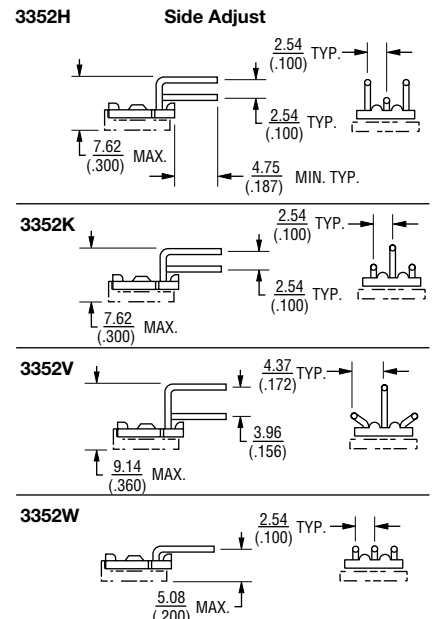 3352H Side Adjust
2.54 TYP.
(.100)
2.54 TYP.
(.100)
7.62 MAX.
(.300)
4.75 MIN. TYP.
(.187)
3352K
2.54 TYP.
(.100)
2.54 TYP.
(.100)
7.62 MAX.
(.300)
3352V
4.37 TYP.
(.172)
3.96
(.156)
9.14 MAX.
(.360)
3352W
2.54 TYP.
(.100)
5.08 MAX.
(.200)